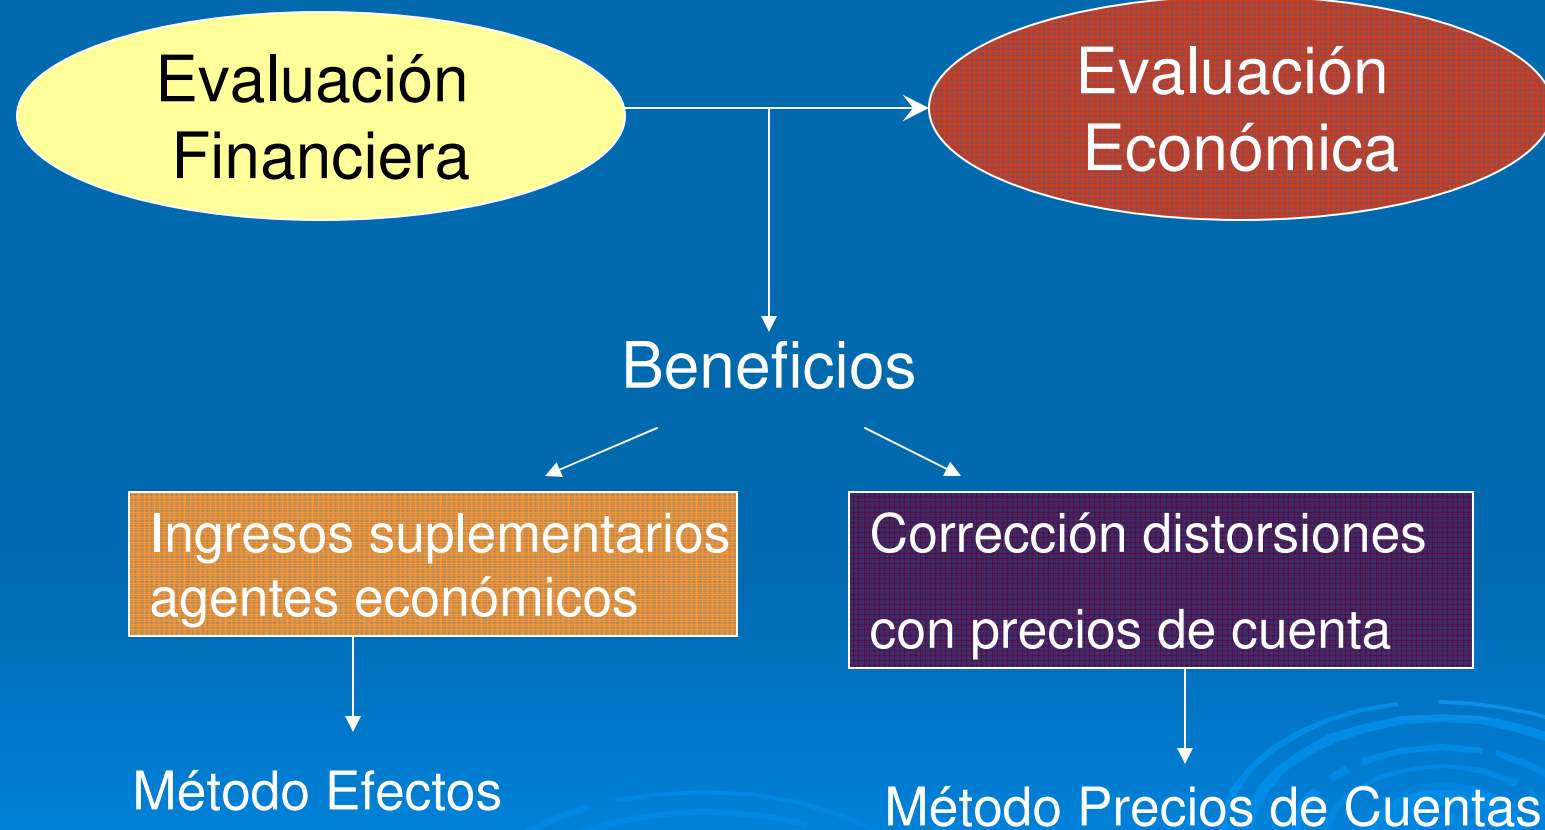 Evaluación
Financiera
Evaluación
Económica
Beneficios
Ingresos suplementarios
agentes económicos
Corrección distorsiones
con precios de cuenta
Método Efectos
Método Precios de Cuentas